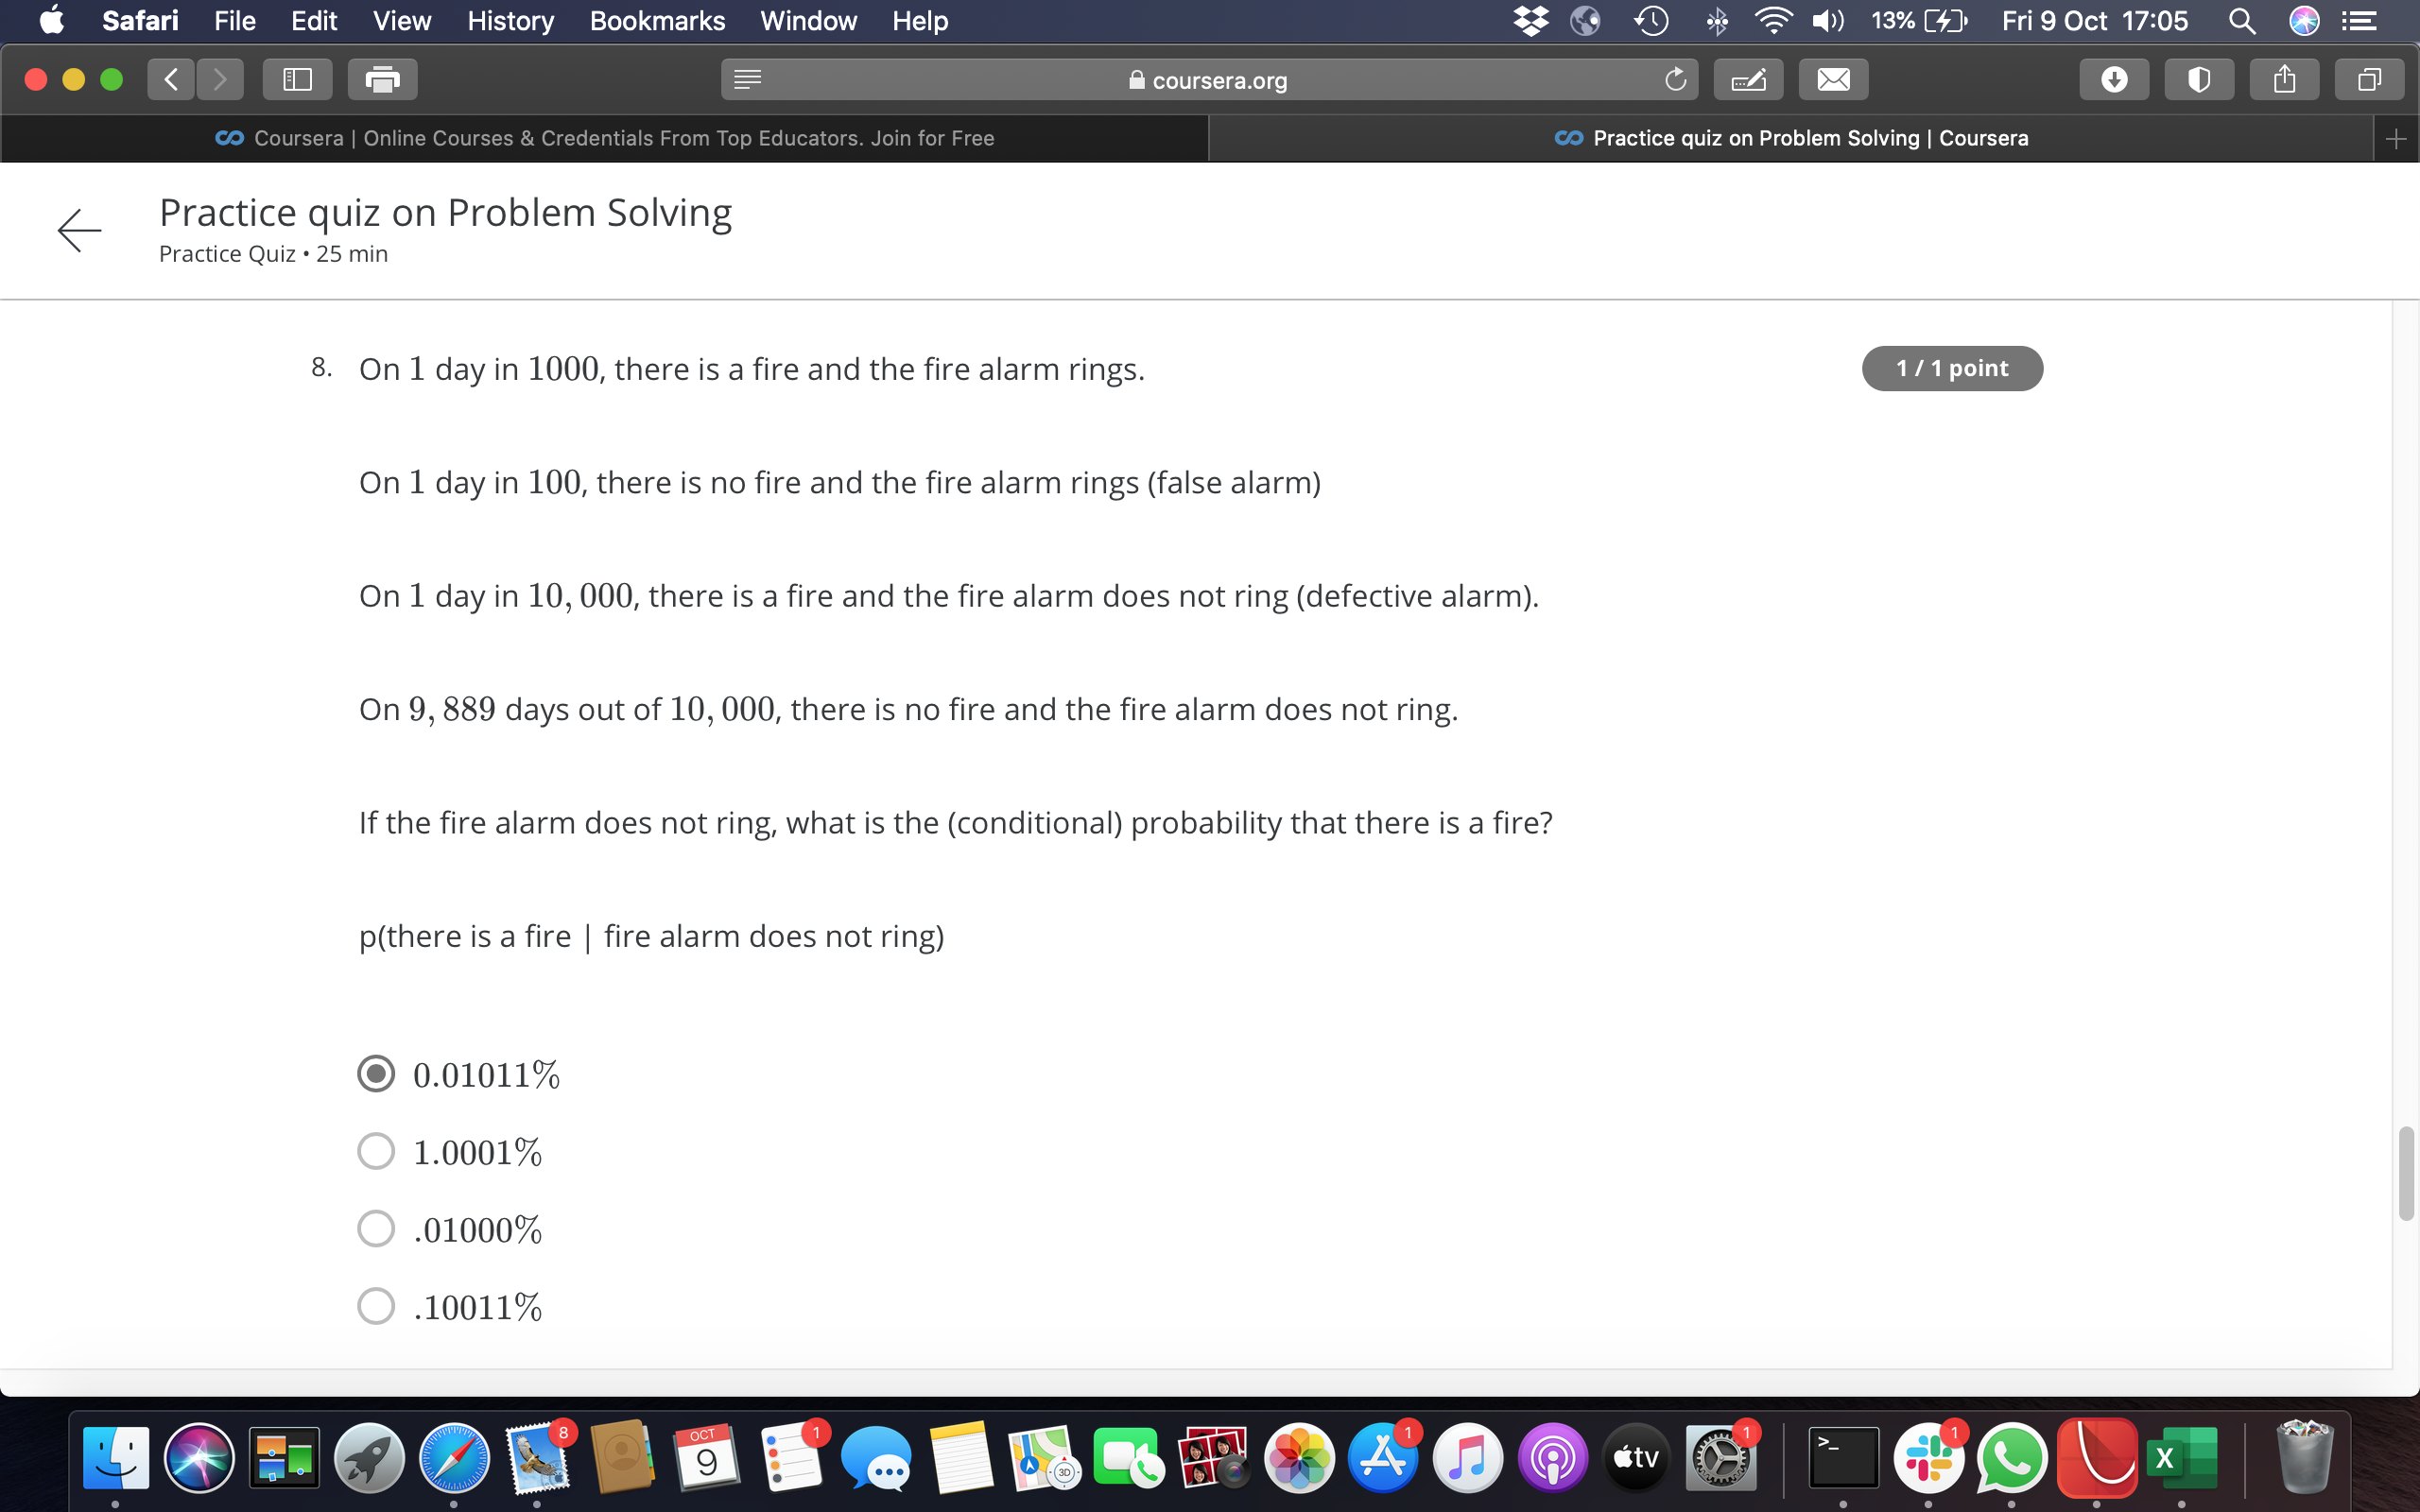 Safari File Edit View History Bookmarks Window Help 13% Fri 9 Oct 17:05
coursera.org
Coursera | Online Courses & Credentials From Top Educators. Join for Free
Practice quiz on Problem Solving | Coursera
Practice quiz on Problem Solving
Practice Quiz • 25 min
8. On 1 day in 1000, there is a fire and the fire alarm rings.
1 / 1 point
On 1 day in 100, there is no fire and the fire alarm rings (false alarm)
On 1 day in 10, 000, there is a fire and the fire alarm does not ring (defective alarm).
On 9, 889 days out of 10, 000, there is no fire and the fire alarm does not ring.
If the fire alarm does not ring, what is the (conditional) probability that there is a fire?
p(there is a fire | fire alarm does not ring)
0.01011%
1.0001%
.01000%
.10011%
8
OCT
9
1
3D
1
tv
1
>_
1
X